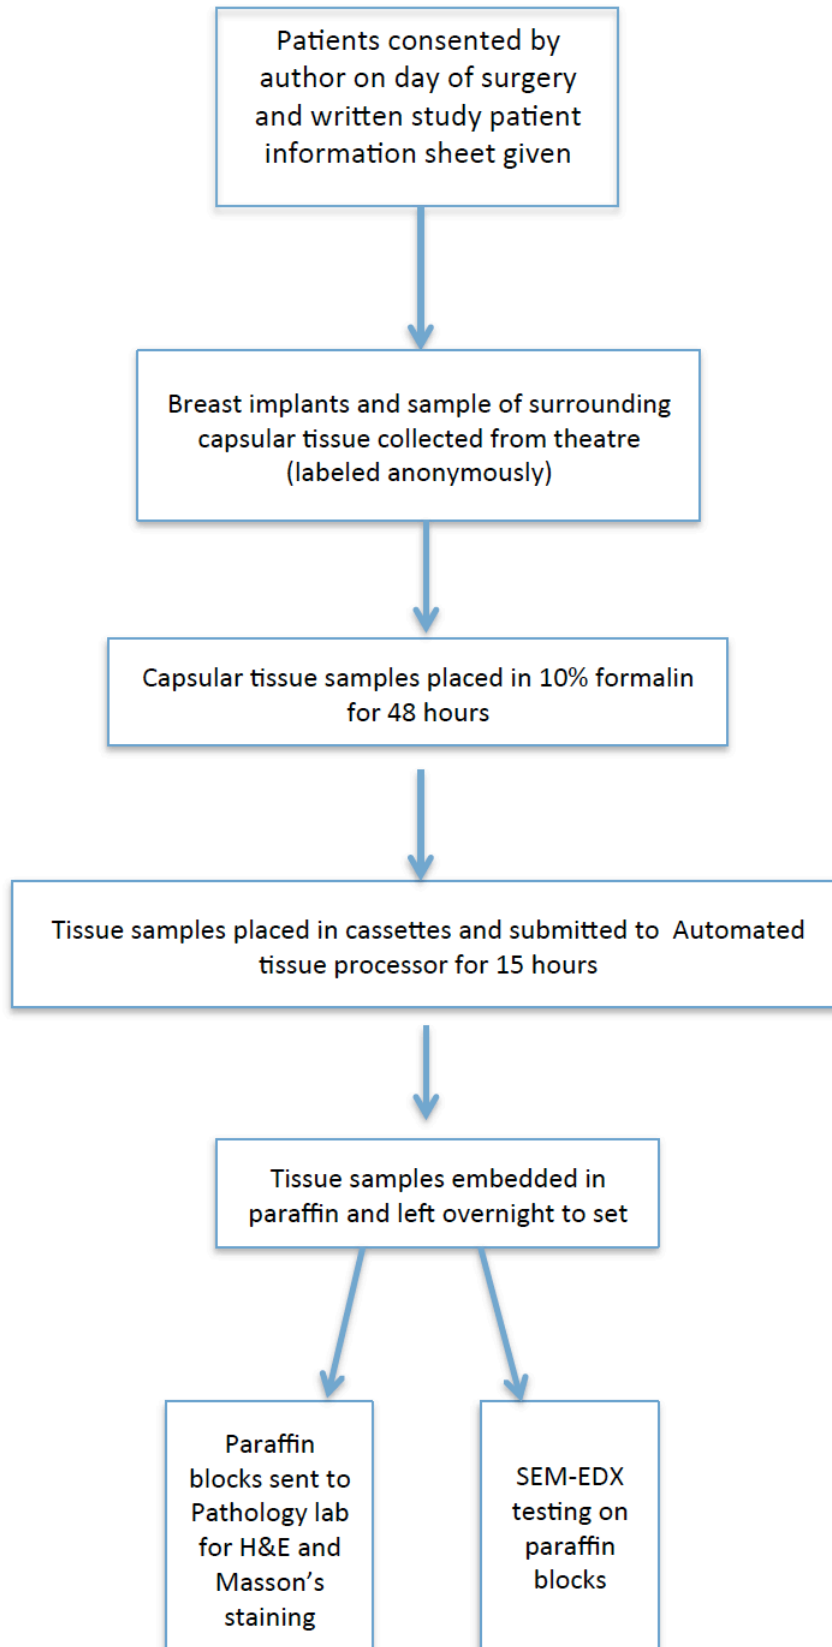 Patients consented by
author on day of surgery
and written study patient
information sheet given
Breast implants and sample of surrounding
capsular tissue collected from theatre
(labeled anonymously)
Capsular tissue samples placed in 10% formalin
for 48 hours
Tissue samples placed in cassettes and submitted to  Automated
tissue processor for 15 hours
Tissue samples embedded in
paraffin and left overnight to set
Paraffin
blocks sent to
Pathology lab
for H&E and
Masson’s
staining
SEM-EDX
testing on
paraffin
blocks